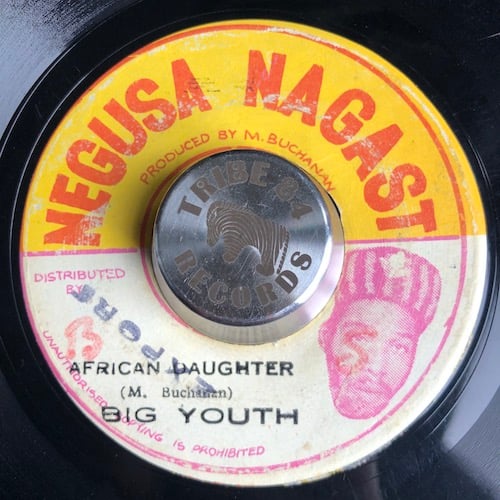 NEGUSA NAGAST
PRODUCED BY M. BUCHANAN
TRIBE 84
RECORDS
DISTRIBUTED
BY
EXPORT
AFRICAN DAUGHTER
(M. Buchanan)
BIG YOUTH
UNAUTHORISED COPYING IS PROHIBITED